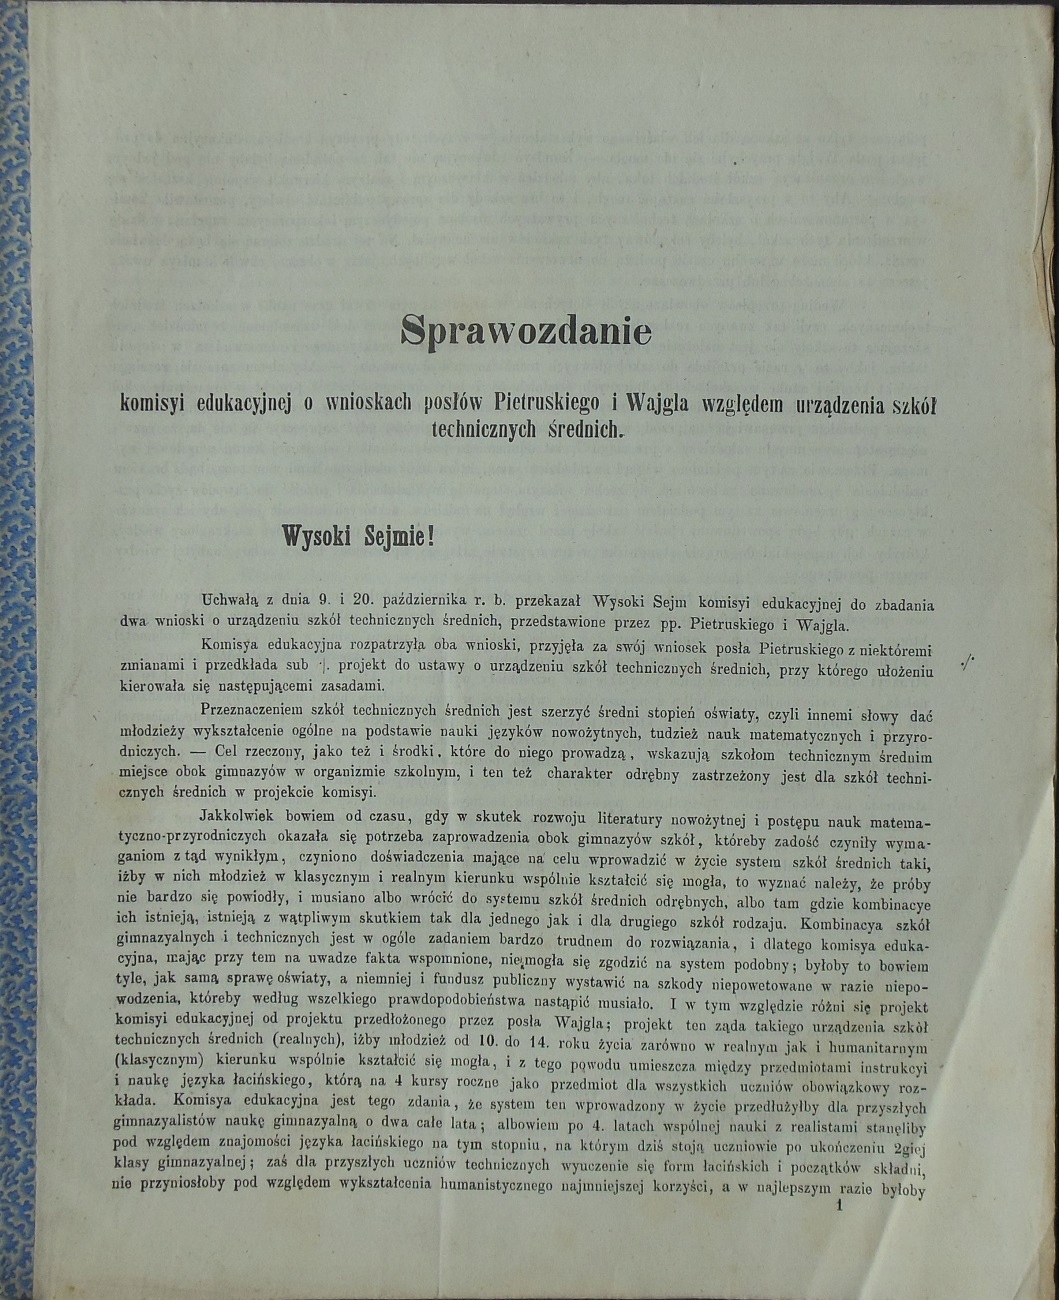 Sprawozdanie
komisyi edukacyjnej o wnioskach posłów Pietruskiego i Wajgla względem urządzenia szkół
technicznych średnich.
Wysoki Sejmie!
Uchwałą z dnia 9. i 20. października r. b. przekazał Wysoki Sejm komisyi edukacyjnej do zbadania
dwa wnioski o urządzeniu szkół technicznych średnich, przedstawione przez pp. Pietruskiego i Wajgla.
Komisya edukacyjna rozpatrzyła oba wnioski, przyjęła za swój wniosek posła Pietruskiego z niektóremi
zmianami i przedkłada sub ·|. projekt do ustawy o urządzeniu szkół technicznych średnich, przy którego ułożeniu
·/·
kierowała się następującemi zasadami.
Przeznaczeniem szkół technicznych średnich jest szerzyć średni stopień oświaty, czyli innemi słowy dać
młodzieży wykształcenie ogólne na podstawie nauki języków nowożytnych, tudzież nauk matematycznych i przyro-
dniczych. — Cel rzeczony, jako też i środki, które do niego prowadzą, wskazują szkołom technicznym średnim
miejsce obok gimnazyów w organizmie szkolnym, i ten też charakter odrębny zastrzeżony jest dla szkół techni-
cznych średnich w projekcie komisyi.
Jakkolwiek bowiem od czasu, gdy w skutek rozwoju literatury nowożytnej i postępu nauk matema-
tyczno-przyrodniczych okazała się potrzeba zaprowadzenia obok gimnazyów szkół, któreby zadość czyniły wyma-
ganiom z tąd wynikłym, czyniono doświadczenia mające na celu wprowadzić w życie system szkół średnich taki,
iżby w nich młodzież w klasycznym i realnym kierunku wspólnie kształcić się mogła, to wyznać należy, że próby
nie bardzo się powiodły, i musiano albo wrócić do systemu szkół średnich odrębnych, albo tam gdzie kombinacye
ich istnieją, istnieją z wątpliwym skutkiem tak dla jednego jak i dla drugiego szkół rodzaju. Kombinacya szkół
gimnazyalnych i technicznych jest w ogóle zadaniem bardzo trudnem do rozwiązania, i dlatego komisya eduka-
cyjna, mając przy tem na uwadze fakta wspomnione, nie mogła się zgodzić na system podobny; byłoby to bowiem
tyle, jak samą sprawę oświaty, a niemniej i fundusz publiczny wystawić na szkody niepowetowane w razie niepo-
wodzenia, któreby według wszelkiego prawdopodobieństwa nastąpić musiało. I w tym względzie różni się projekt
komisyi edukacyjnej od projektu przedłożonego przez posła Wajgla; projekt ten ząda takiego urządzenia szkół
technicznych średnich (realnych), iżby młodzież od 10. do 14. roku życia zarówno w realnym jak i humanitarnym
(klasycznym) kierunku wspólnie kształcić się mogła, i z tego powodu umieszcza między przedmiotami instrukcyi
i naukę języka łacińskiego, którą na 4 kursy roczne jako przedmiot dla wszystkich uczniów obowiązkowy roz-
kłada. Komisya edukacyjna jest tego zdania, że system ten wprowadzony w życie przedłużyłby dla przyszłych
gimnazyalistów naukę gimnazyalną o dwa całe lata; albowiem po 4. latach wspólnej nauki z realistami stanęliby
pod względem znajomości języka łacińskiego na tym stopniu, na którym dziś stoją uczniowie po ukończeniu 2giej
klasy gimnazyalnej; zaś dla przyszłych uczniów technicznych wyuczenie się form łacińskich i początków składni,
nie przyniosłoby pod względem wykształcenia humanistycznego najmniejszej korzyści, a w najlepszym razie byłoby
1